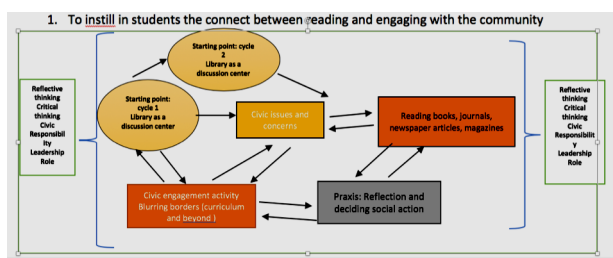 1. To instill in students the connect between reading and engaging with the community
Starting point: cycle
2
Library as a
discussion center
Reflective
thinking
Critical
thinking
Civic
Responsibil
ity
Leadership
Role
Starting point:
cycle 1
Library as a
discussion center
Civic issues and
concerns
Reading books, journals,
newspaper articles, magazines
Reflective
thinking
Critical
thinking
Civic
Responsibilit
y
Leadership
Role
Civic engagement activity
Blurring borders (curriculum
and beyond )
Praxis: Reflection and
deciding social action